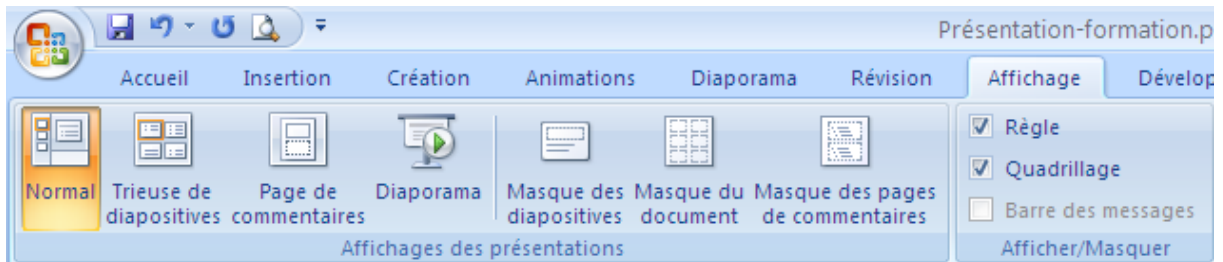 Présentation-formation.p
Accueil Insertion Création Animations Diaporama Révision Affichage Dévelop
Normal
Trieuse de
diapositives
Page de
commentaires
Diaporama
Masque des
diapositives
Masque du
document
Masque des pages
de commentaires
Affichages des présentations
Règle
Quadrillage
Barre des messages
Afficher/Masquer